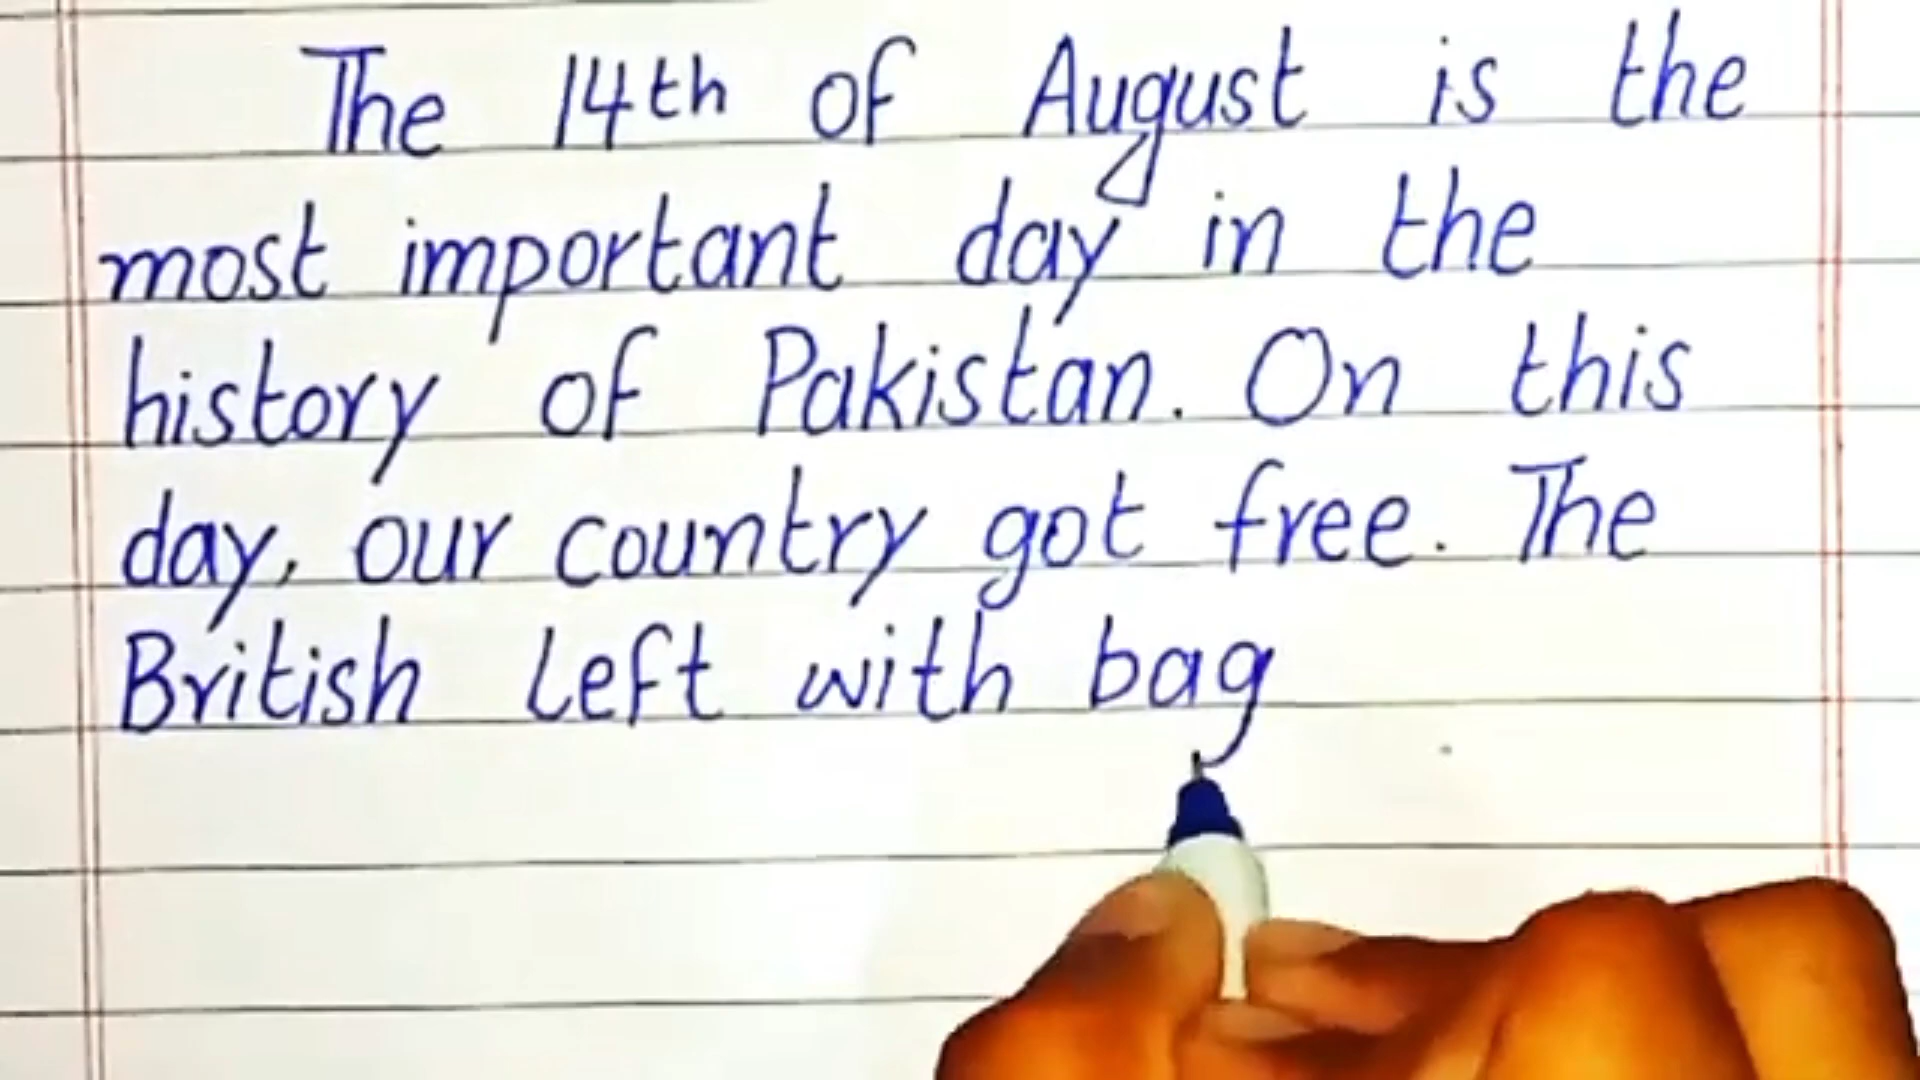 The 14th of August is the
most important day in the
history of Pakistan. On this
day, our country got free. The
British left with bag